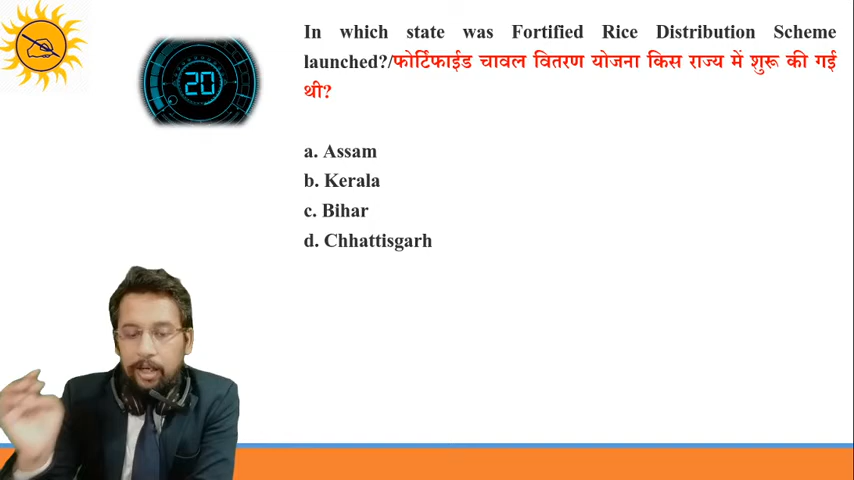 In which state was Fortified Rice Distribution Scheme
launched?/फोर्टिफाईड चावल वितरण योजना किस राज्य में शुरू की गई
थी?
20
a. Assam
b. Kerala
c. Bihar
d. Chhattisgarh